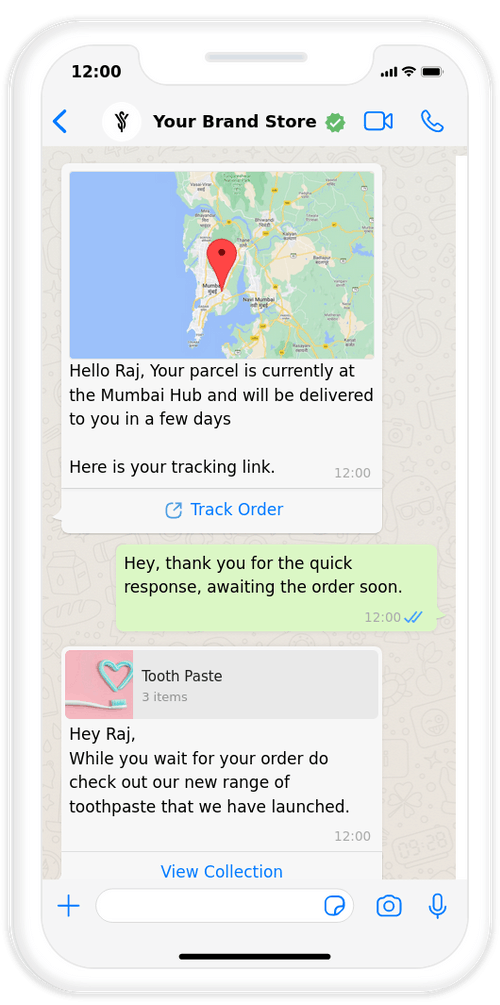 12:00
Your Brand Store
Mumbai
मुंबई
Thane
Bhiwandi
Kalyan
Navi Mumbai
Hello Raj, Your parcel is currently at
the Mumbai Hub and will be delivered
to you in a few days
Here is your tracking link.
12:00
Track Order
Hey, thank you for the quick
response, awaiting the order soon.
12:00
Tooth Paste
3 items
Hey Raj,
While you wait for your order do
check out our new range of
toothpaste that we have launched.
12:00
View Collection